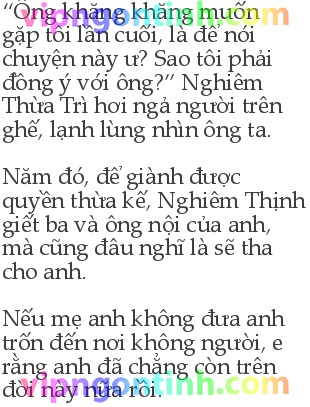 “Ông khăng khăng muốn
gặp tôi lần cuối, là để nói
chuyện này ư? Sao tôi phải
đồng ý với ông?” Nghiêm
Thừa Trì hơi ngả người trên
ghế, lạnh lùng nhìn ông ta.
Năm đó, để giành được
quyền thừa kế, Nghiêm Thịnh
giết ba và ông nội của anh,
mà cũng đâu nghĩ là sẽ tha
cho anh.
Nếu mẹ anh không đưa anh
trốn đến nơi không người, e
rằng anh đã chẳng còn trên
đời này nữa rồi.
vipngontinh.com
vipngontinh.com
vipngontinh.com